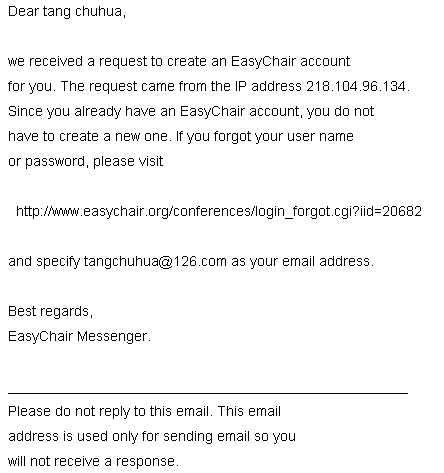 Dear tang chuhua,
we received a request to create an EasyChair account
for you. The request came from the IP address 218.104.96.134.
Since you already have an EasyChair account, you do not
have to create a new one. If you forgot your user name
or password, please visit
http://www.easychair.org/conferences/login_forgot.cgi?iid=20682
and specify tangchuhua@126.com as your email address.
Best regards,
EasyChair Messenger.
Please do not reply to this email. This email
address is used only for sending email so you
will not receive a response.